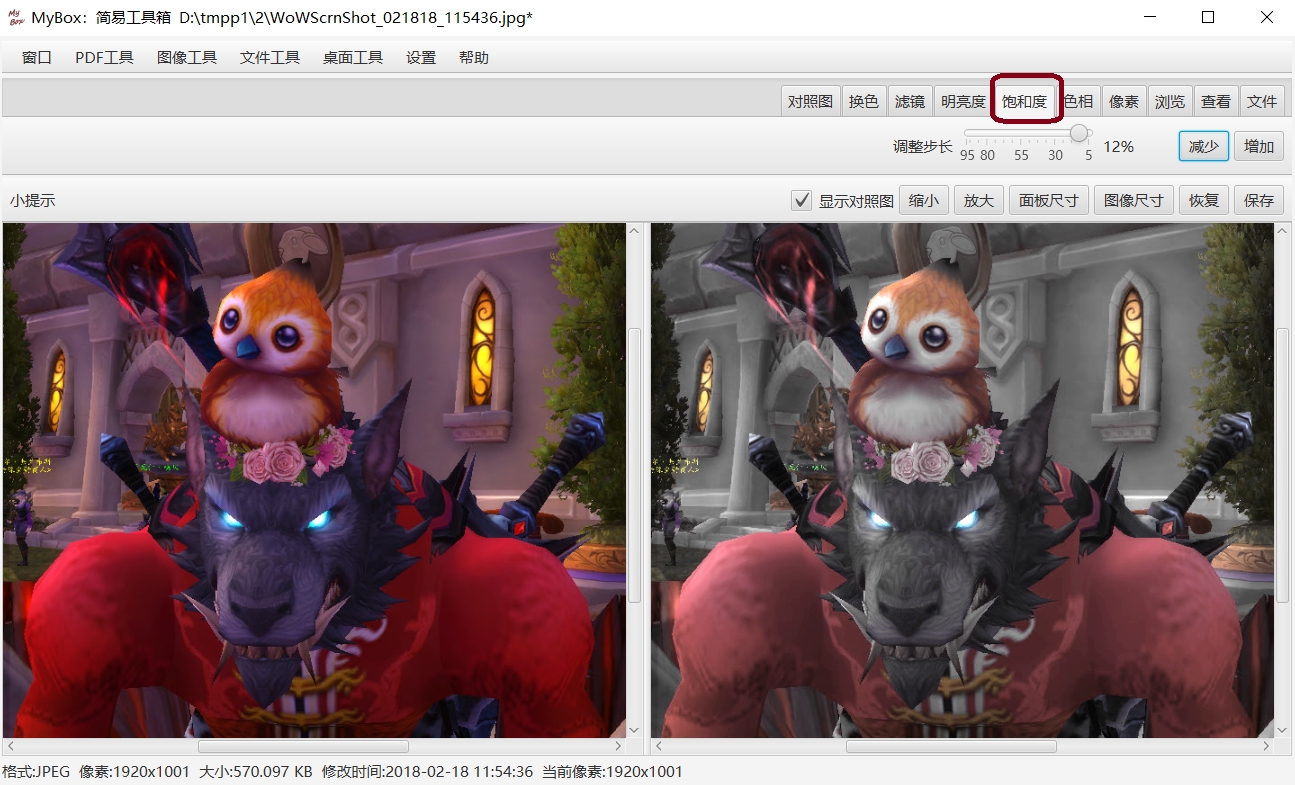 My Box MyBox：简易工具箱 D:\tmpp1\2\WoWScrnShot_021818_115436.jpg*
窗口 PDF工具 图像工具 文件工具 桌面工具 设置 帮助
对照图 换色 滤镜 明亮度 饱和度 色相 像素 浏览 查看 文件
调整步长 95 80 55 30 5 12% 减少 增加
小提示 显示对照图 缩小 放大 面板尺寸 图像尺寸 恢复 保存
格式:JPEG 像素:1920x1001 大小:570.097 KB 修改时间:2018-02-18 11:54:36 当前像素:1920x1001